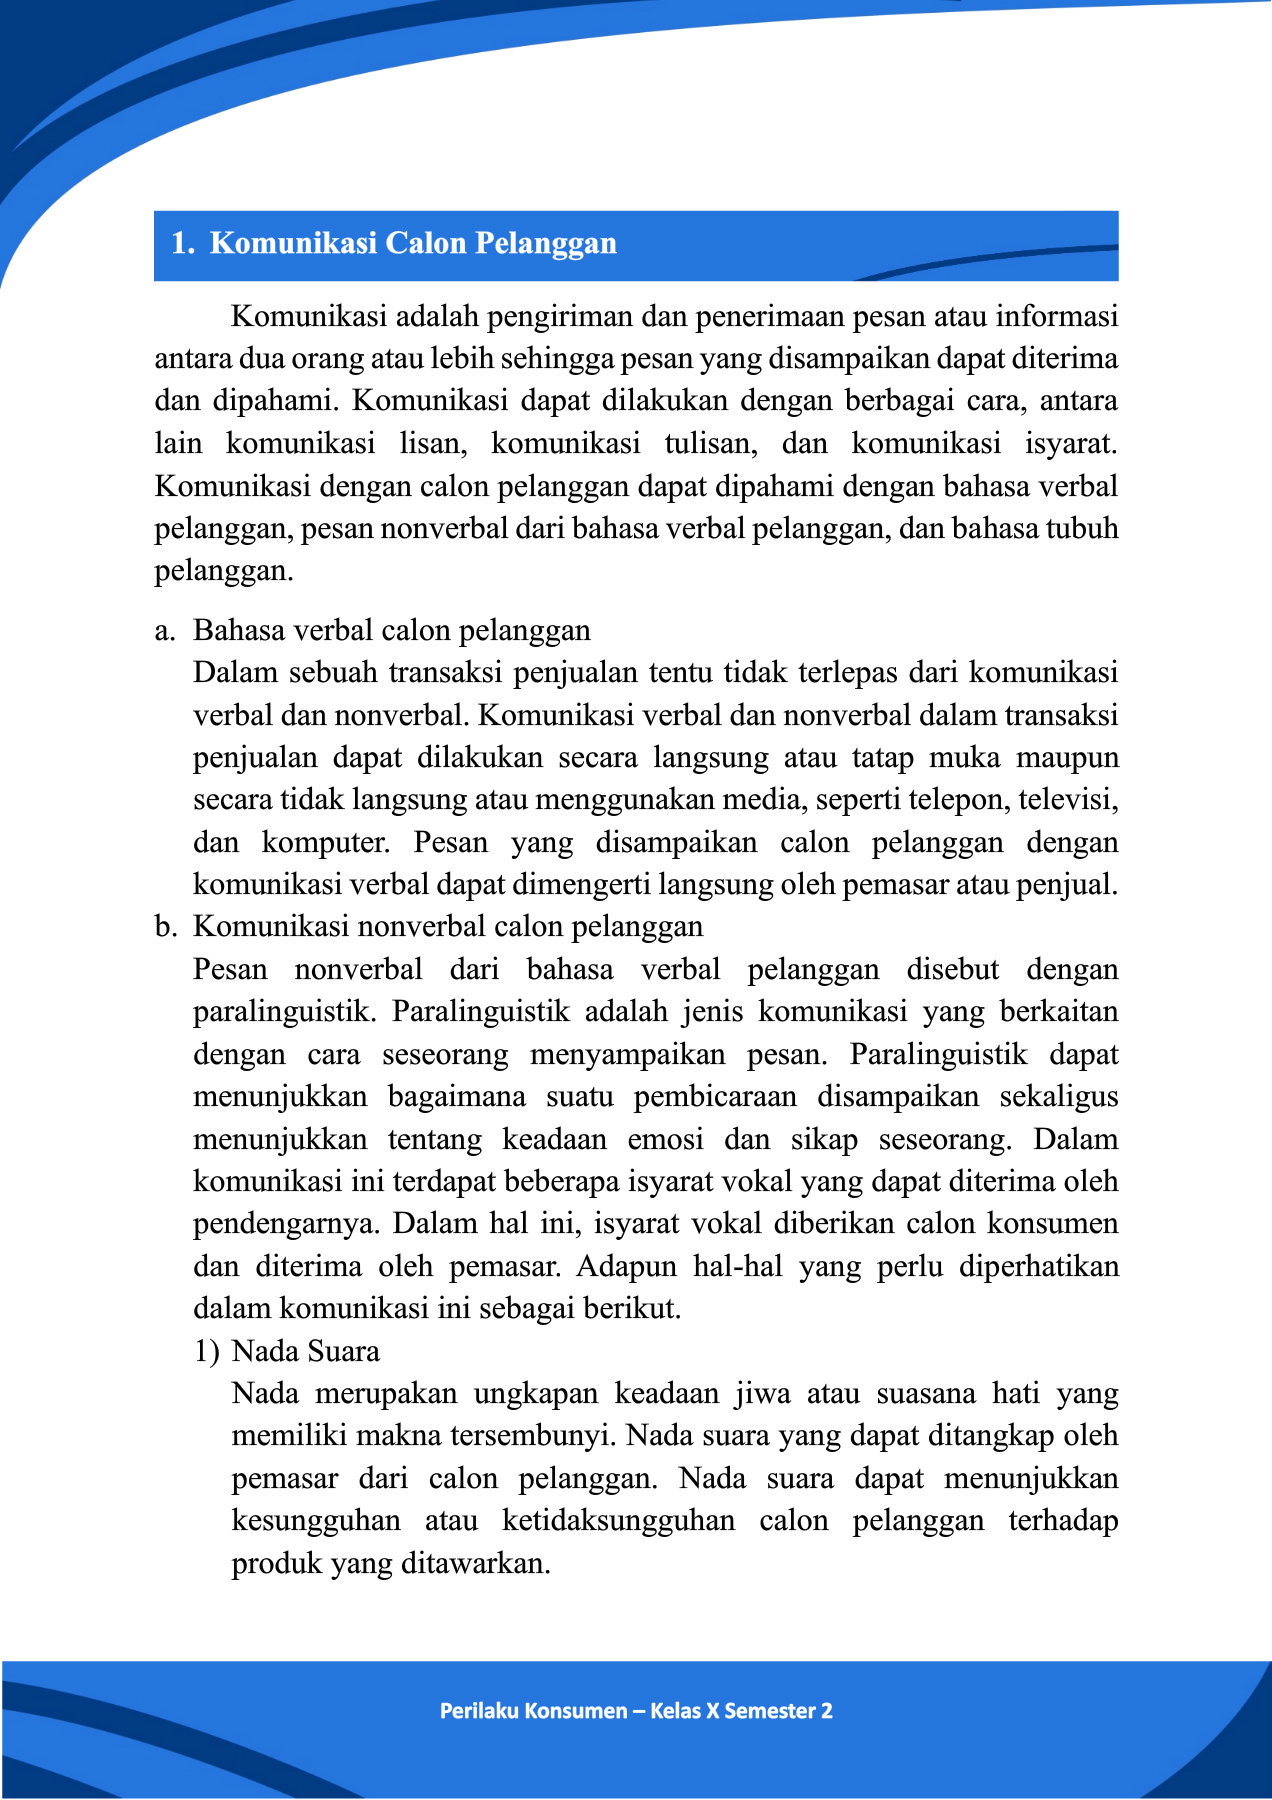 1. Komunikasi Calon Pelanggan
Komunikasi adalah pengiriman dan penerimaan pesan atau informasi
antara dua orang atau lebih sehingga pesan yang disampaikan dapat diterima
dan dipahami. Komunikasi dapat dilakukan dengan berbagai cara, antara
lain komunikasi lisan, komunikasi tulisan, dan komunikasi isyarat.
Komunikasi dengan calon pelanggan dapat dipahami dengan bahasa verbal
pelanggan, pesan nonverbal dari bahasa verbal pelanggan, dan bahasa tubuh
pelanggan.
a. Bahasa verbal calon pelanggan
Dalam sebuah transaksi penjualan tentu tidak terlepas dari komunikasi
verbal dan nonverbal. Komunikasi verbal dan nonverbal dalam transaksi
penjualan dapat dilakukan secara langsung atau tatap muka maupun
secara tidak langsung atau menggunakan media, seperti telepon, televisi,
dan komputer. Pesan yang disampaikan calon pelanggan dengan
komunikasi verbal dapat dimengerti langsung oleh pemasar atau penjual.
b. Komunikasi nonverbal calon pelanggan
Pesan nonverbal dari bahasa verbal pelanggan disebut dengan
paralinguistik. Paralinguistik adalah jenis komunikasi yang berkaitan
dengan cara seseorang menyampaikan pesan. Paralinguistik dapat
menunjukkan bagaimana suatu pembicaraan disampaikan sekaligus
menunjukkan tentang keadaan emosi dan sikap seseorang. Dalam
komunikasi ini terdapat beberapa isyarat vokal yang dapat diterima oleh
pendengarnya. Dalam hal ini, isyarat vokal diberikan calon konsumen
dan diterima oleh pemasar. Adapun hal-hal yang perlu diperhatikan
dalam komunikasi ini sebagai berikut.
1) Nada Suara
Nada merupakan ungkapan keadaan jiwa atau suasana hati yang
memiliki makna tersembunyi. Nada suara yang dapat ditangkap oleh
pemasar dari calon pelanggan. Nada suara dapat menunjukkan
kesungguhan atau ketidaksungguhan calon pelanggan terhadap
produk yang ditawarkan.
Perilaku Konsumen – Kelas X Semester 2